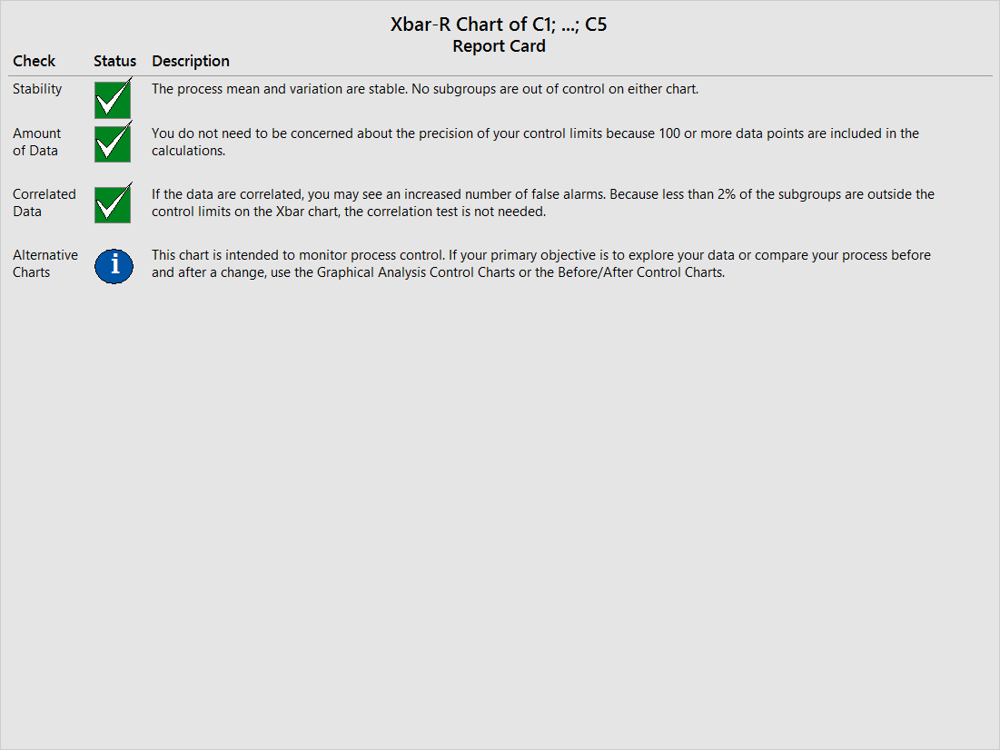 Xbar-R Chart of C1; ...; C5
Report Card
Check Status Description
Stability The process mean and variation are stable. No subgroups are out of control on either chart.
Amount You do not need to be concerned about the precision of your control limits because 100 or more data points are included in the
of Data calculations.
Correlated If the data are correlated, you may see an increased number of false alarms. Because less than 2% of the subgroups are outside the
Data control limits on the Xbar chart, the correlation test is not needed.
Alternative i This chart is intended to monitor process control. If your primary objective is to explore your data or compare your process before
Charts and after a change, use the Graphical Analysis Control Charts or the Before/After Control Charts.